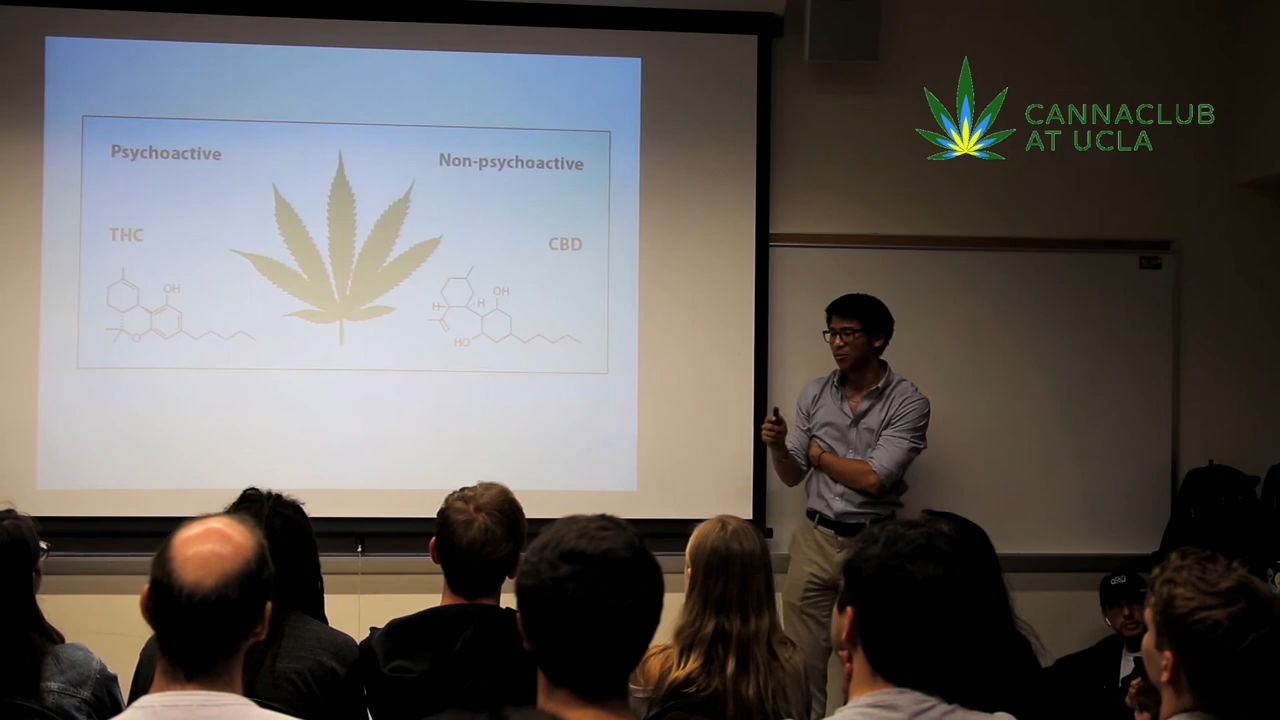 Psychoactive
Non-psychoactive
THC
CBD
OH
O
H
H
OH
HO
CANNACLUB
AT UCLA